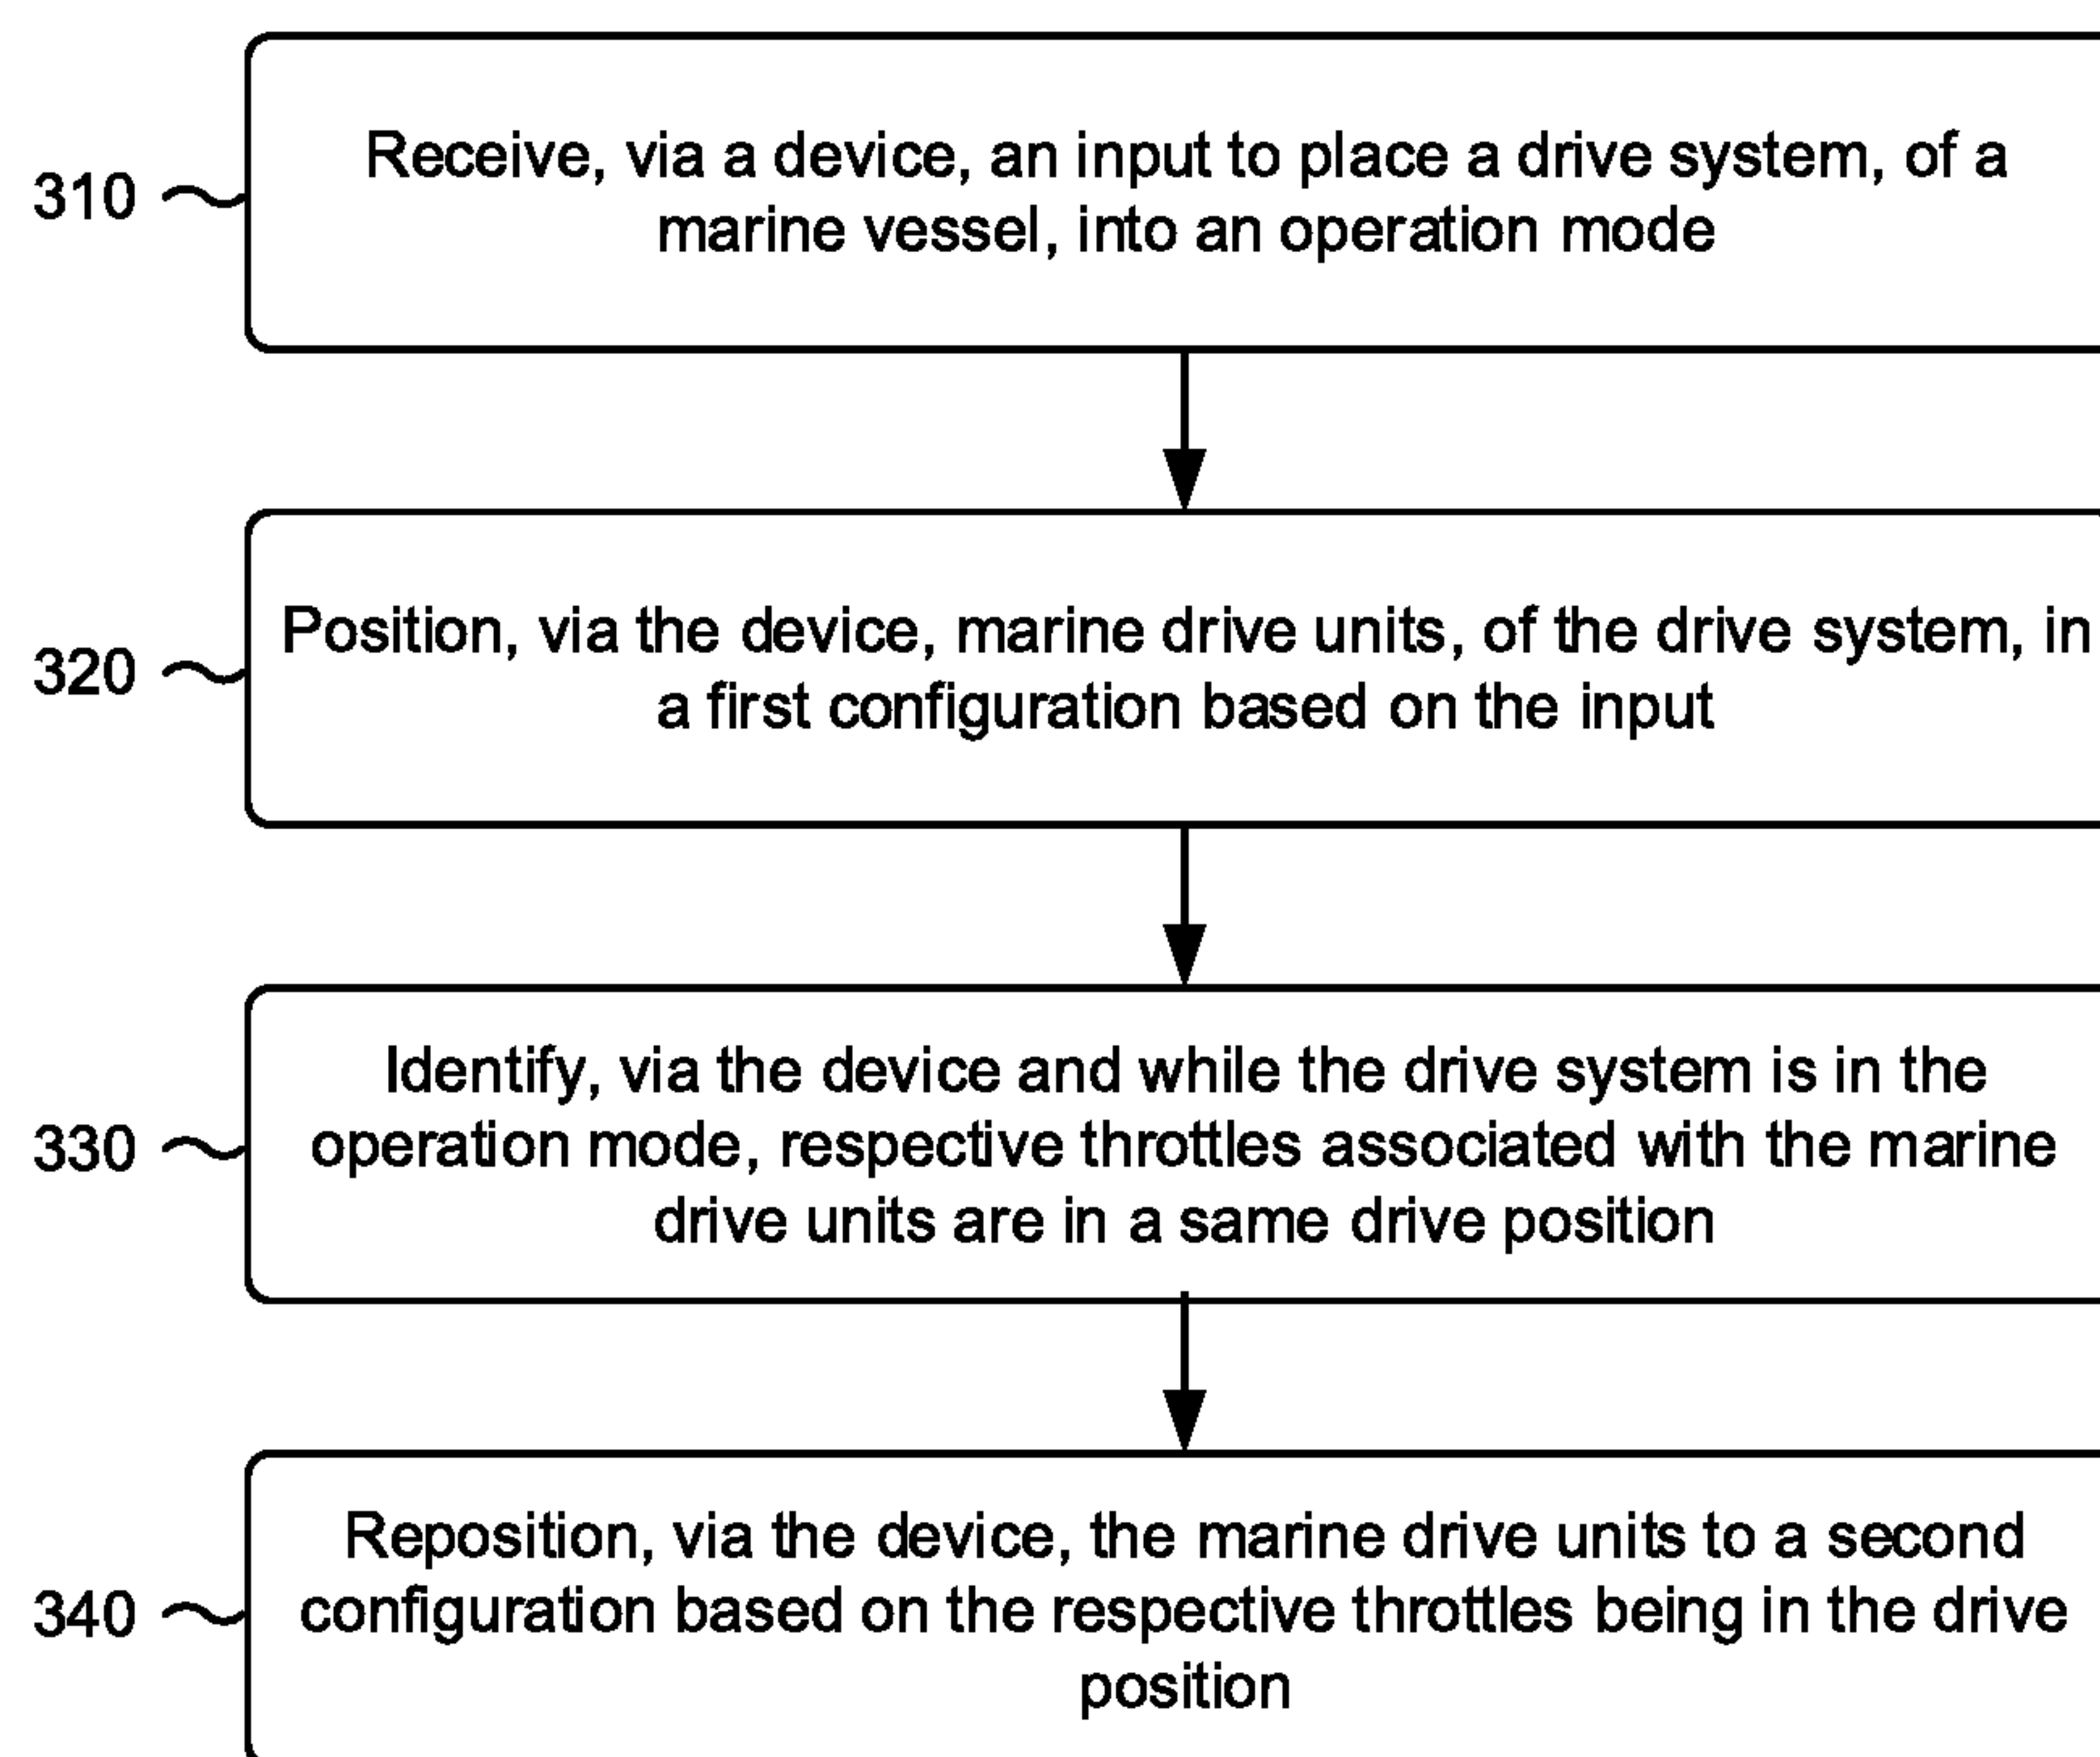 310
Receive, via a device, an input to place a drive system, of a
marine vessel, into an operation mode
320
Position, via the device, marine drive units, of the drive system, in
a first configuration based on the input
330
Identify, via the device and while the drive system is in the
operation mode, respective throttles associated with the marine
drive units are in a same drive position
340
Reposition, via the device, the marine drive units to a second
configuration based on the respective throttles being in the drive
position